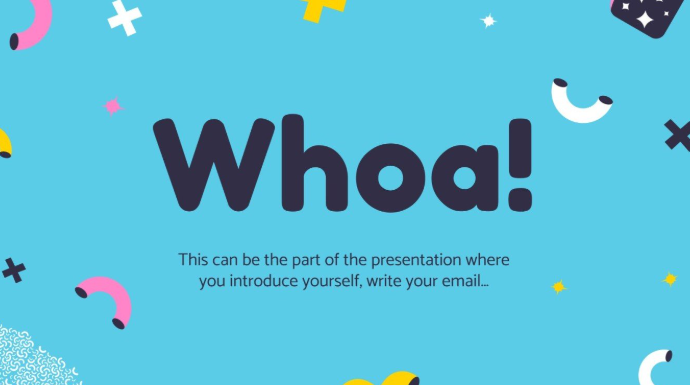 Whoa!
This can be the part of the presentation where
you introduce yourself, write your email...